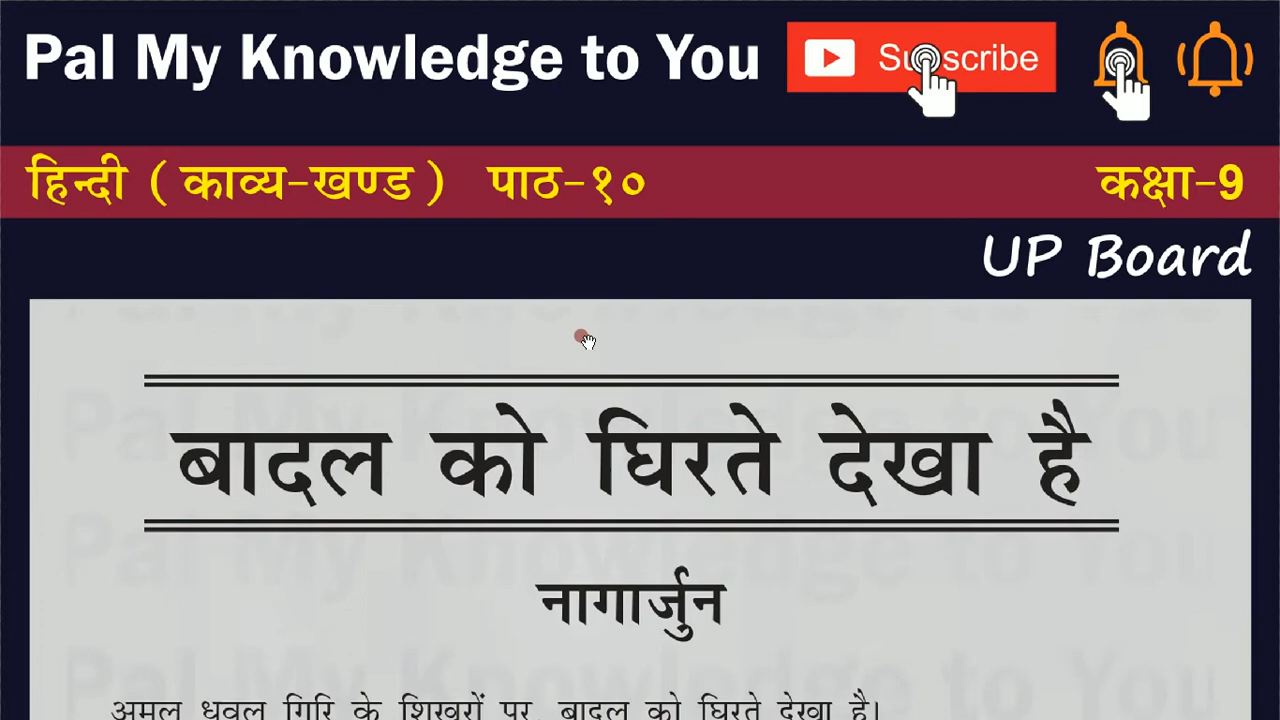 Pal My Knowledge to You Subscribe
हिन्दी ( काव्य-खण्ड ) पाठ-१० कक्षा-9
UP Board
बादल को घिरते देखा है
नागार्जुन
अमल धवल गिरि के शिखरों पर, बादल को घिरते देखा है।